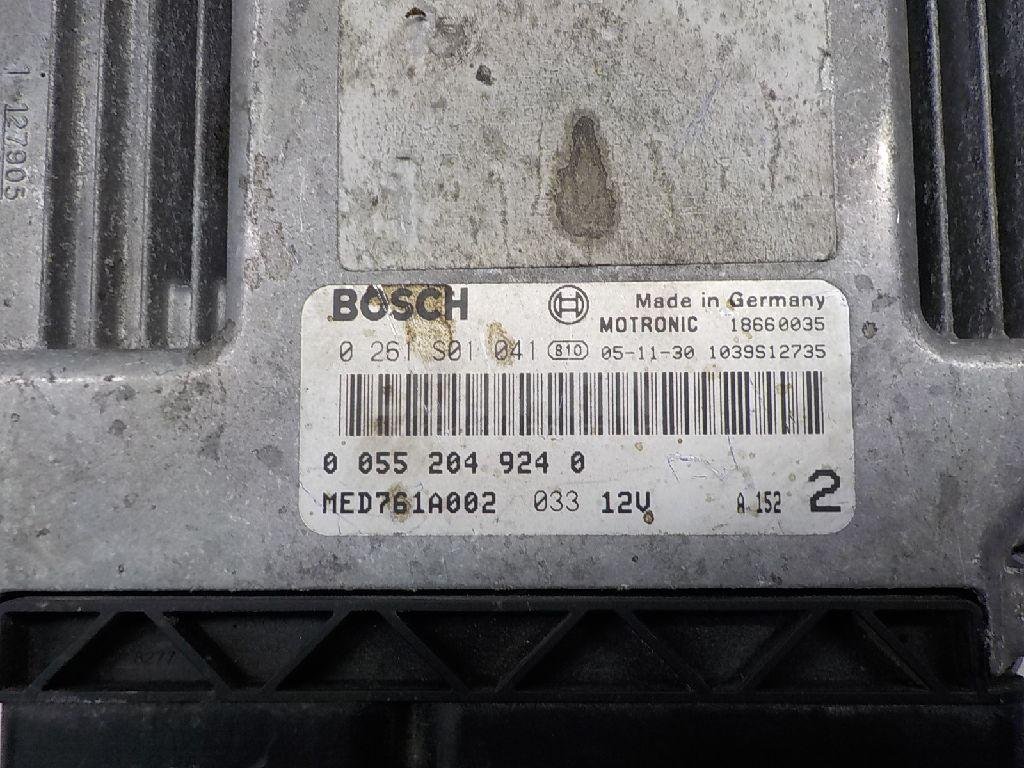 1 127905
BOSCH Made in Germany
MOTRONIC 18660035
0 261 S01 041 810 05-11-30 1039S12735
0 055 204 924 0
MED761A002 033 12V A 152 2